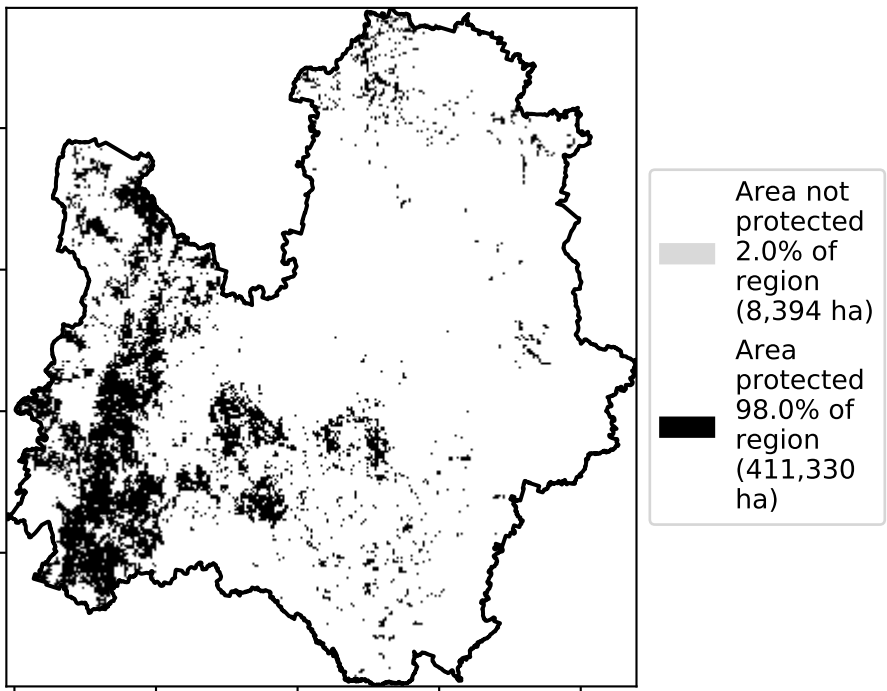 Area not
protected
2.0% of
region
(8,394 ha)
Area
protected
98.0% of
region
(411,330
ha)